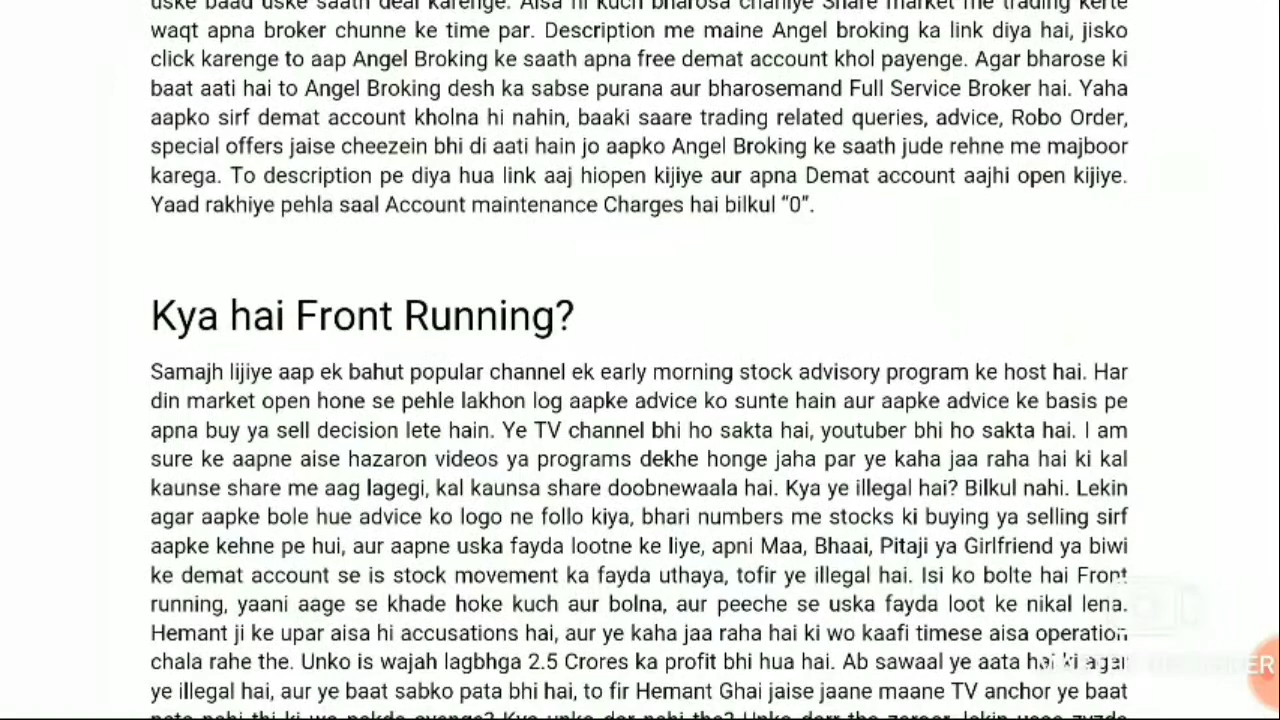 uske baad uske saath deal karenge. Aisa hi kuch bharosa chahiye Share market me trading kerte
waqt apna broker chunne ke time par. Description me maine Angel broking ka link diya hai, jisko
click karenge to aap Angel Broking ke saath apna free demat account khol payenge. Agar bharose ki
baat aati hai to Angel Broking desh ka sabse purana aur bharosemand Full Service Broker hai. Yaha
aapko sirf demat account kholna hi nahin, baaki saare trading related queries, advice, Robo Order,
special offers jaise cheezein bhi di aati hain jo aapko Angel Broking ke saath jude rehne me majboor
karega. To description pe diya hua link aaj hiopen kijiye aur apna Demat account aajhi open kijiye.
Yaad rakhiye pehla saal Account maintenance Charges hai bilkul “0”.
Kya hai Front Running?
Samajh lijiye aap ek bahut popular channel ek early morning stock advisory program ke host hai. Har
din market open hone se pehle lakhon log aapke advice ko sunte hain aur aapke advice ke basis pe
apna buy ya sell decision lete hain. Ye TV channel bhi ho sakta hai, youtuber bhi ho sakta hai. I am
sure ke aapne aise hazaron videos ya programs dekhe honge jaha par ye kaha jaa raha hai ki kal
kaunse share me aag lagegi, kal kaunsa share doobnewaala hai. Kya ye illegal hai? Bilkul nahi. Lekin
agar aapke bole hue advice ko logo ne follo kiya, bhari numbers me stocks ki buying ya selling sirf
aapke kehne pe hui, aur aapne uska fayda lootne ke liye, apni Maa, Bhaai, Pitaji ya Girlfriend ya biwi
ke demat account se is stock movement ka fayda uthaya, tofir ye illegal hai. Isi ko bolte hai Front
running, yaani aage se khade hoke kuch aur bolna, aur peeche se uska fayda loot ke nikal lena.
Hemant ji ke upar aisa hi accusations hai, aur ye kaha jaa raha hai ki wo kaafi timese aisa operation
chala rahe the. Unko is wajah lagbhga 2.5 Crores ka profit bhi hua hai. Ab sawaal ye aata hai ki agar
ye illegal hai, aur ye baat sabko pata bhi hai, to fir Hemant Ghai jaise jaane maane TV anchor ye baat